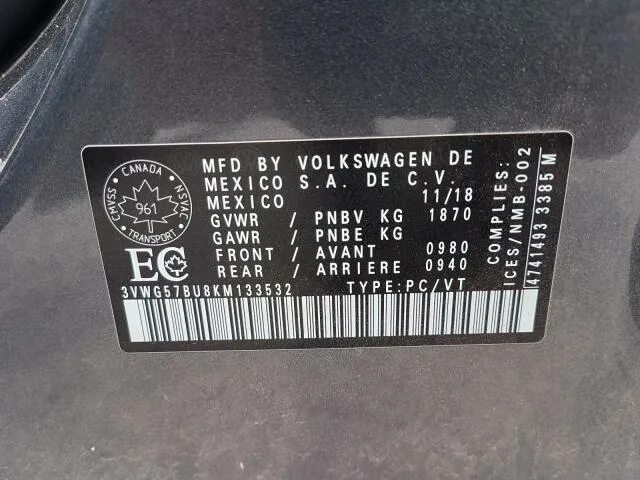 CANADA
CMVSS NSVAC
961
TRANSPORT
EC
MFD BY VOLKSWAGEN DE
MEXICO S.A. DE C.V.
MEXICO 11/18
GVWR / PNBV KG 1870
GAWR / PNBE KG
FRONT / AVANT 0980
REAR / ARRIERE 0940
3VWG57BU8KM133532 TYPE:PC/VT
COMPLIES:
ICES/NMB-002
4741493 3385M